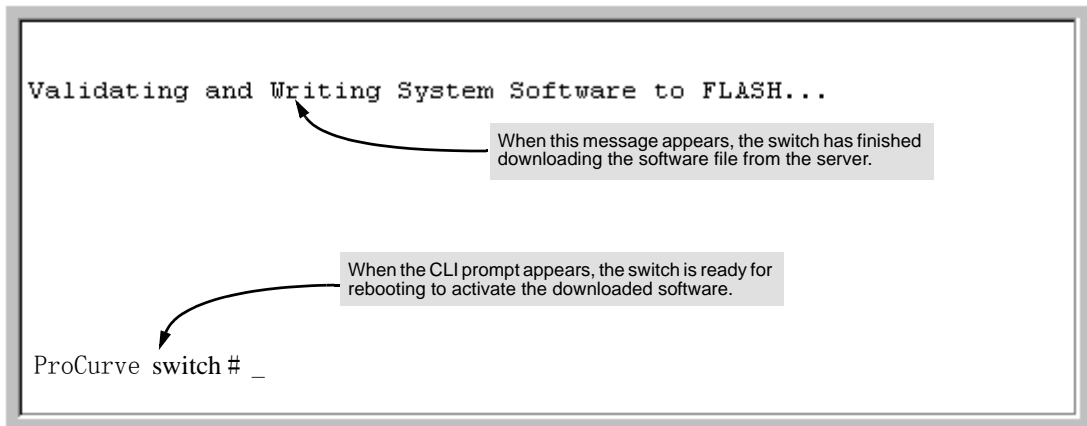 Validating and Writing System Software to FLASH...
When this message appears, the switch has finished
downloading the software file from the server.
When the CLI prompt appears, the switch is ready for
rebooting to activate the downloaded software.
ProCurve switch # _